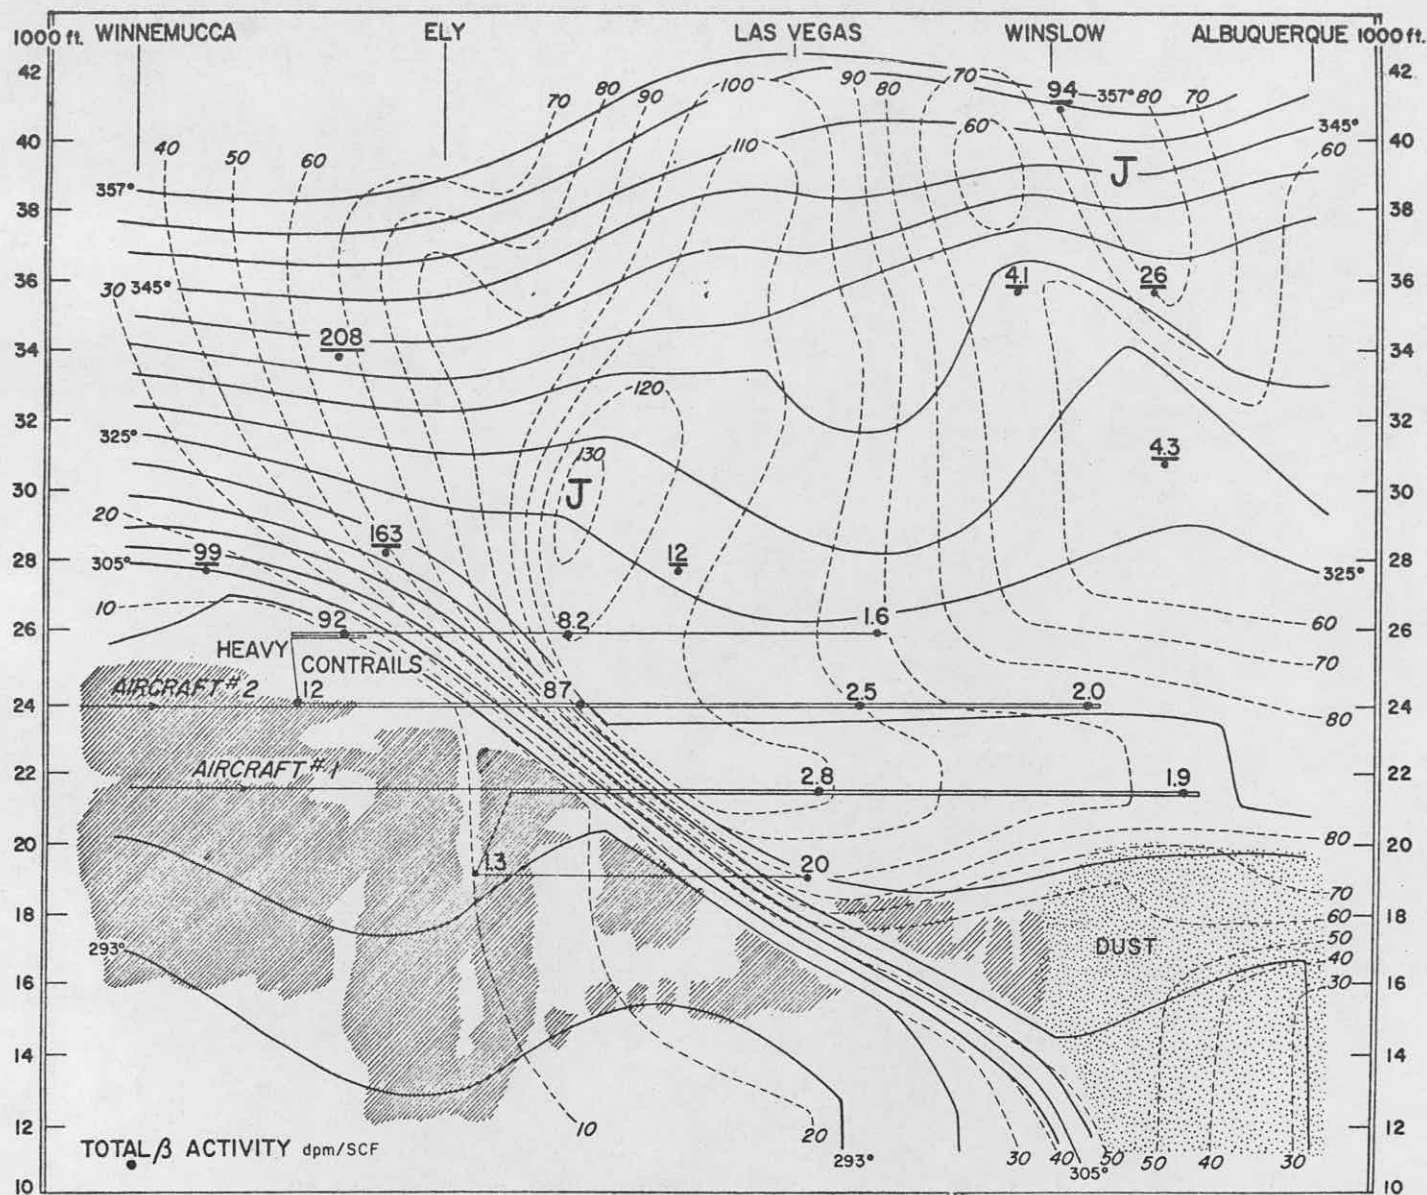 1000 ft. WINNEMUCCA ELY LAS VEGAS WINSLOW ALBUQUERQUE 1000 ft.
42 70 80 90 100 90 80 70 94 357° 80 70 42
40 40 50 60 110 60 345° 60 40
357° J
38 38
36 30 345° 41 26 36
34 208 34
32 120 32
325° 43
30 130 J 30
20 163
28 99 12 28
305° 325°
10 92 8.2 1.6 60
26 26
HEAVY CONTRAILS 70
AIRCRAFT #2 12 87 2.5 2.0
24 24
80
AIRCRAFT #1 2.8 1.9
22 22
80
20 13 20 20
70
18 60 18
293° DUST 50
40
16 30 16
14 14
12 10 20 12
TOTAL β ACTIVITY dpm/SCF 293° 30 40 305° 50 50 40 30
10 10